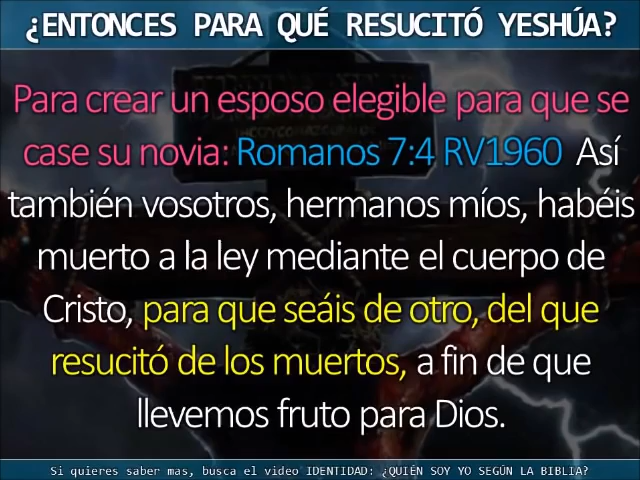 ¿ENTONCES PARA QUÉ RESUCITÓ YESHÚA?
Para crear un esposo elegible para que se
case su novia: Romanos 7:4 RV1960 Así
también vosotros, hermanos míos, habéis
muerto a la ley mediante el cuerpo de
Cristo, para que seáis de otro, del que
resucitó de los muertos, a fin de que
llevemos fruto para Dios.
Si quieres saber mas, busca el video IDENTIDAD: ¿QUIÉN SOY YO SEGÚN LA BIBLIA?